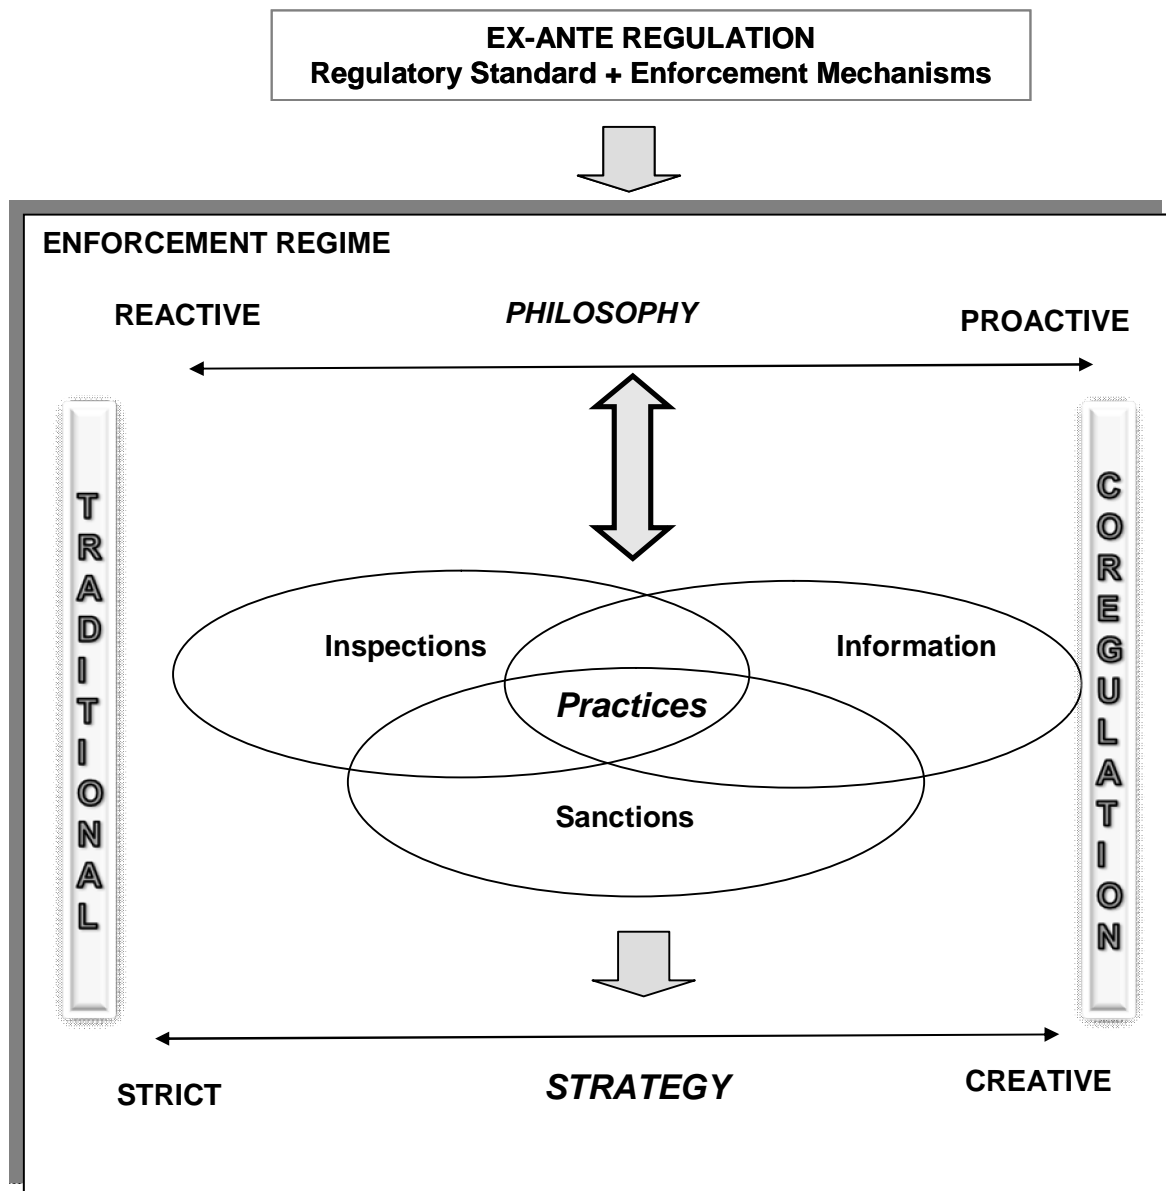 EX-ANTE REGULATION
Regulatory Standard + Enforcement Mechanisms
ENFORCEMENT REGIME
REACTIVE
PHILOSOPHY
PROACTIVE
TRADITIONAL
COREGULATION
Inspections
Information
Practices
Sanctions
STRICT
STRATEGY
CREATIVE